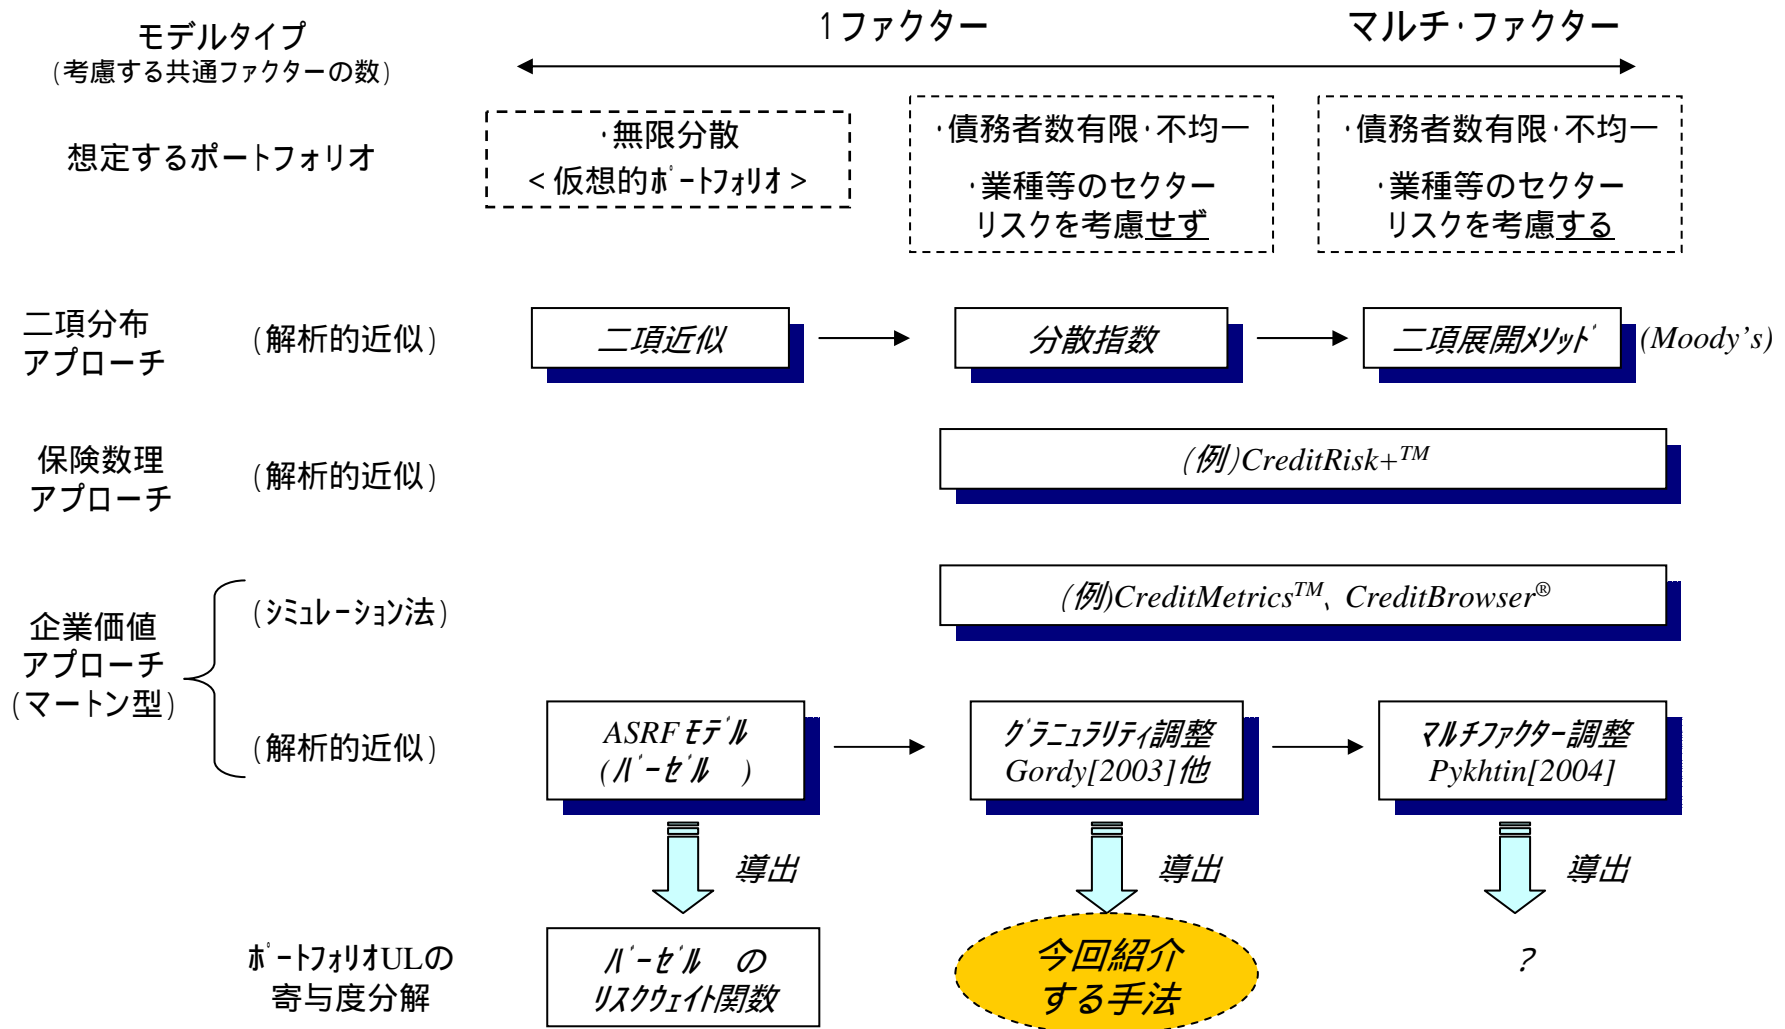 モデルタイプ
(考慮する共通ファクターの数)
1ファクター
マルチ・ファクター
想定するポートフォリオ
・無限分散
<仮想的ポートフォリオ>
・債務者数有限・不均一
・業種等のセクター
リスクを考慮せず
・債務者数有限・不均一
・業種等のセクター
リスクを考慮する
二項分布
アプローチ
(解析的近似)
二項近似
分散指数
二項展開メソッド
(Moody's)
保険数理
アプローチ
(解析的近似)
(例)CreditRisk+TM
企業価値
アプローチ
(マートン型)
(シミュレーション法)
(例)CreditMetricsTM、CreditBrowser®
(解析的近似)
ASRFモデル
(バーゼル )
グラニュラリティ調整
Gordy[2003]他
マルチファクター調整
Pykhtin[2004]
導出
導出
導出
ポートフォリオULの
寄与度分解
バーゼル の
リスクウェイト関数
今回紹介
する手法
?